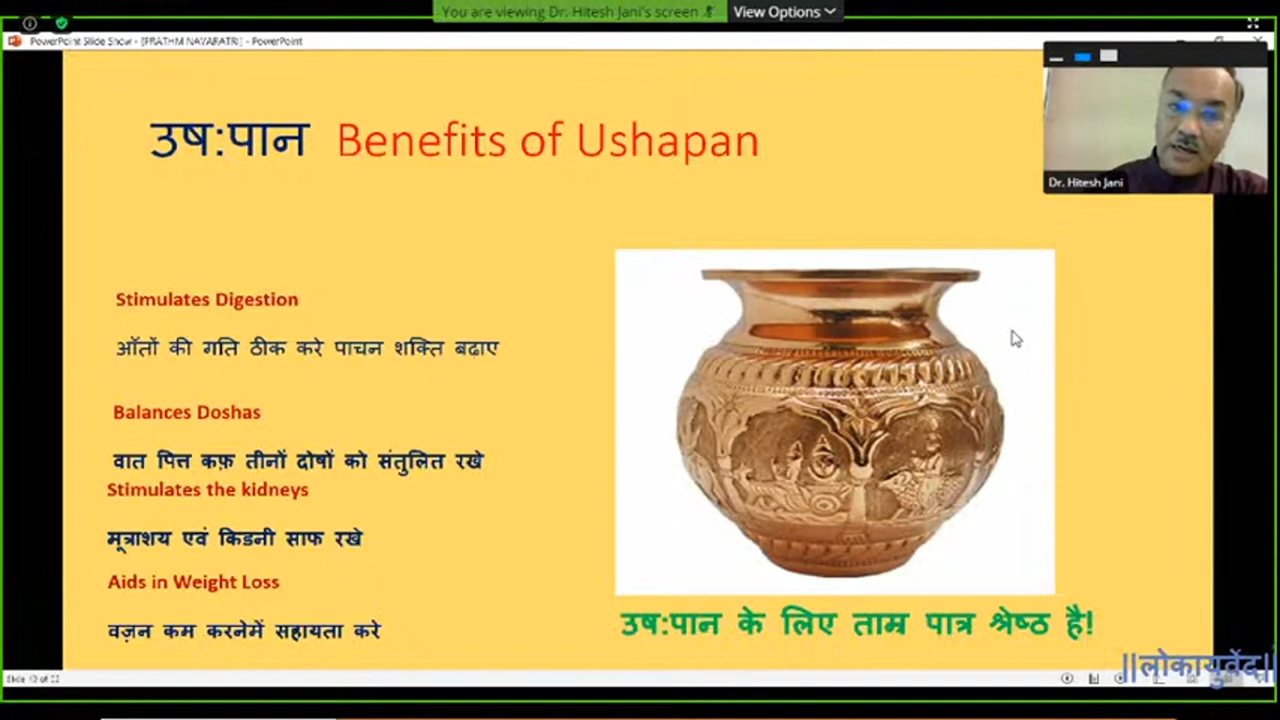 You are viewing Dr. Hitesh Jani's screen
View Options
PowerPoint Slide Show - [PRATHM NAVARATRI] - PowerPoint
Dr. Hitesh Jani
उष:पान Benefits of Ushapan
Stimulates Digestion
आँतों की गति ठीक करे पाचन शक्ति बढाए
Balances Doshas
वात पित्त कफ़ तीनों दोषों को संतुलित रखे
Stimulates the kidneys
मूत्राशय एवं किडनी साफ रखे
Aids in Weight Loss
वज़न कम करनेमें सहायता करे
उष:पान के लिए ताम्र पात्र श्रेष्ठ है!
||लोकायुर्वेद||